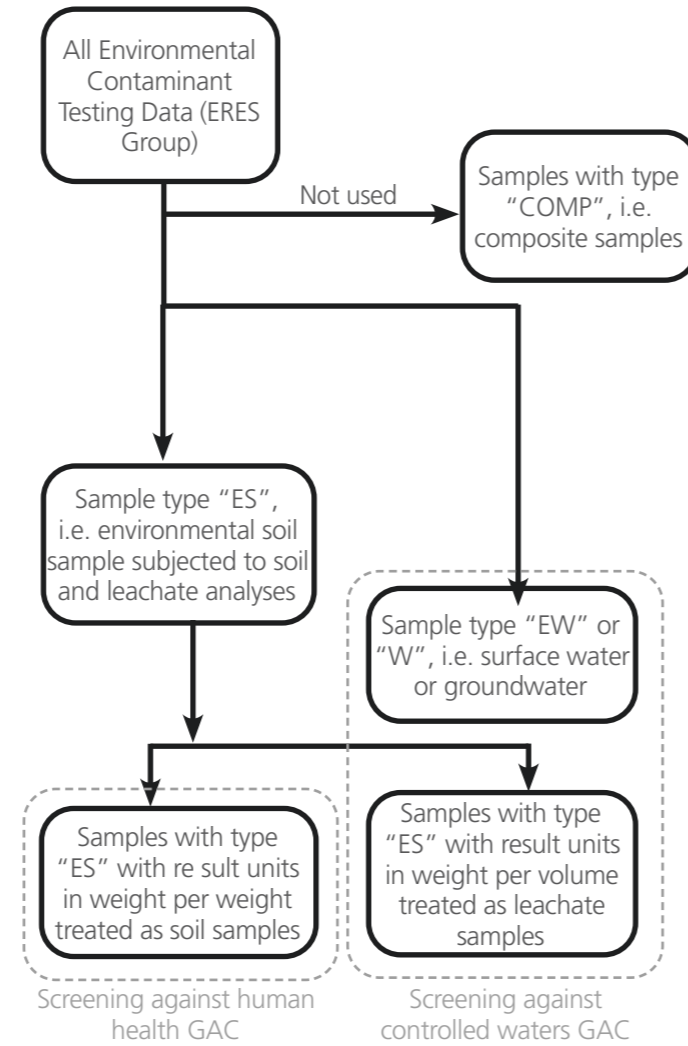 All Environmental
Contaminant
Testing Data (ERES
Group)
Not used
Samples with type
“COMP”, i.e.
composite samples
Sample type “ES”,
i.e. environmental soil
sample subjected to soil
and leachate analyses
Sample type “EW” or
“W”, i.e. surface water
or groundwater
Samples with type
“ES” with re sult units
in weight per weight
treated as soil samples
Samples with type
“ES” with result units
in weight per volume
treated as leachate
samples
Screening against human
health GAC
Screening against
controlled waters GAC